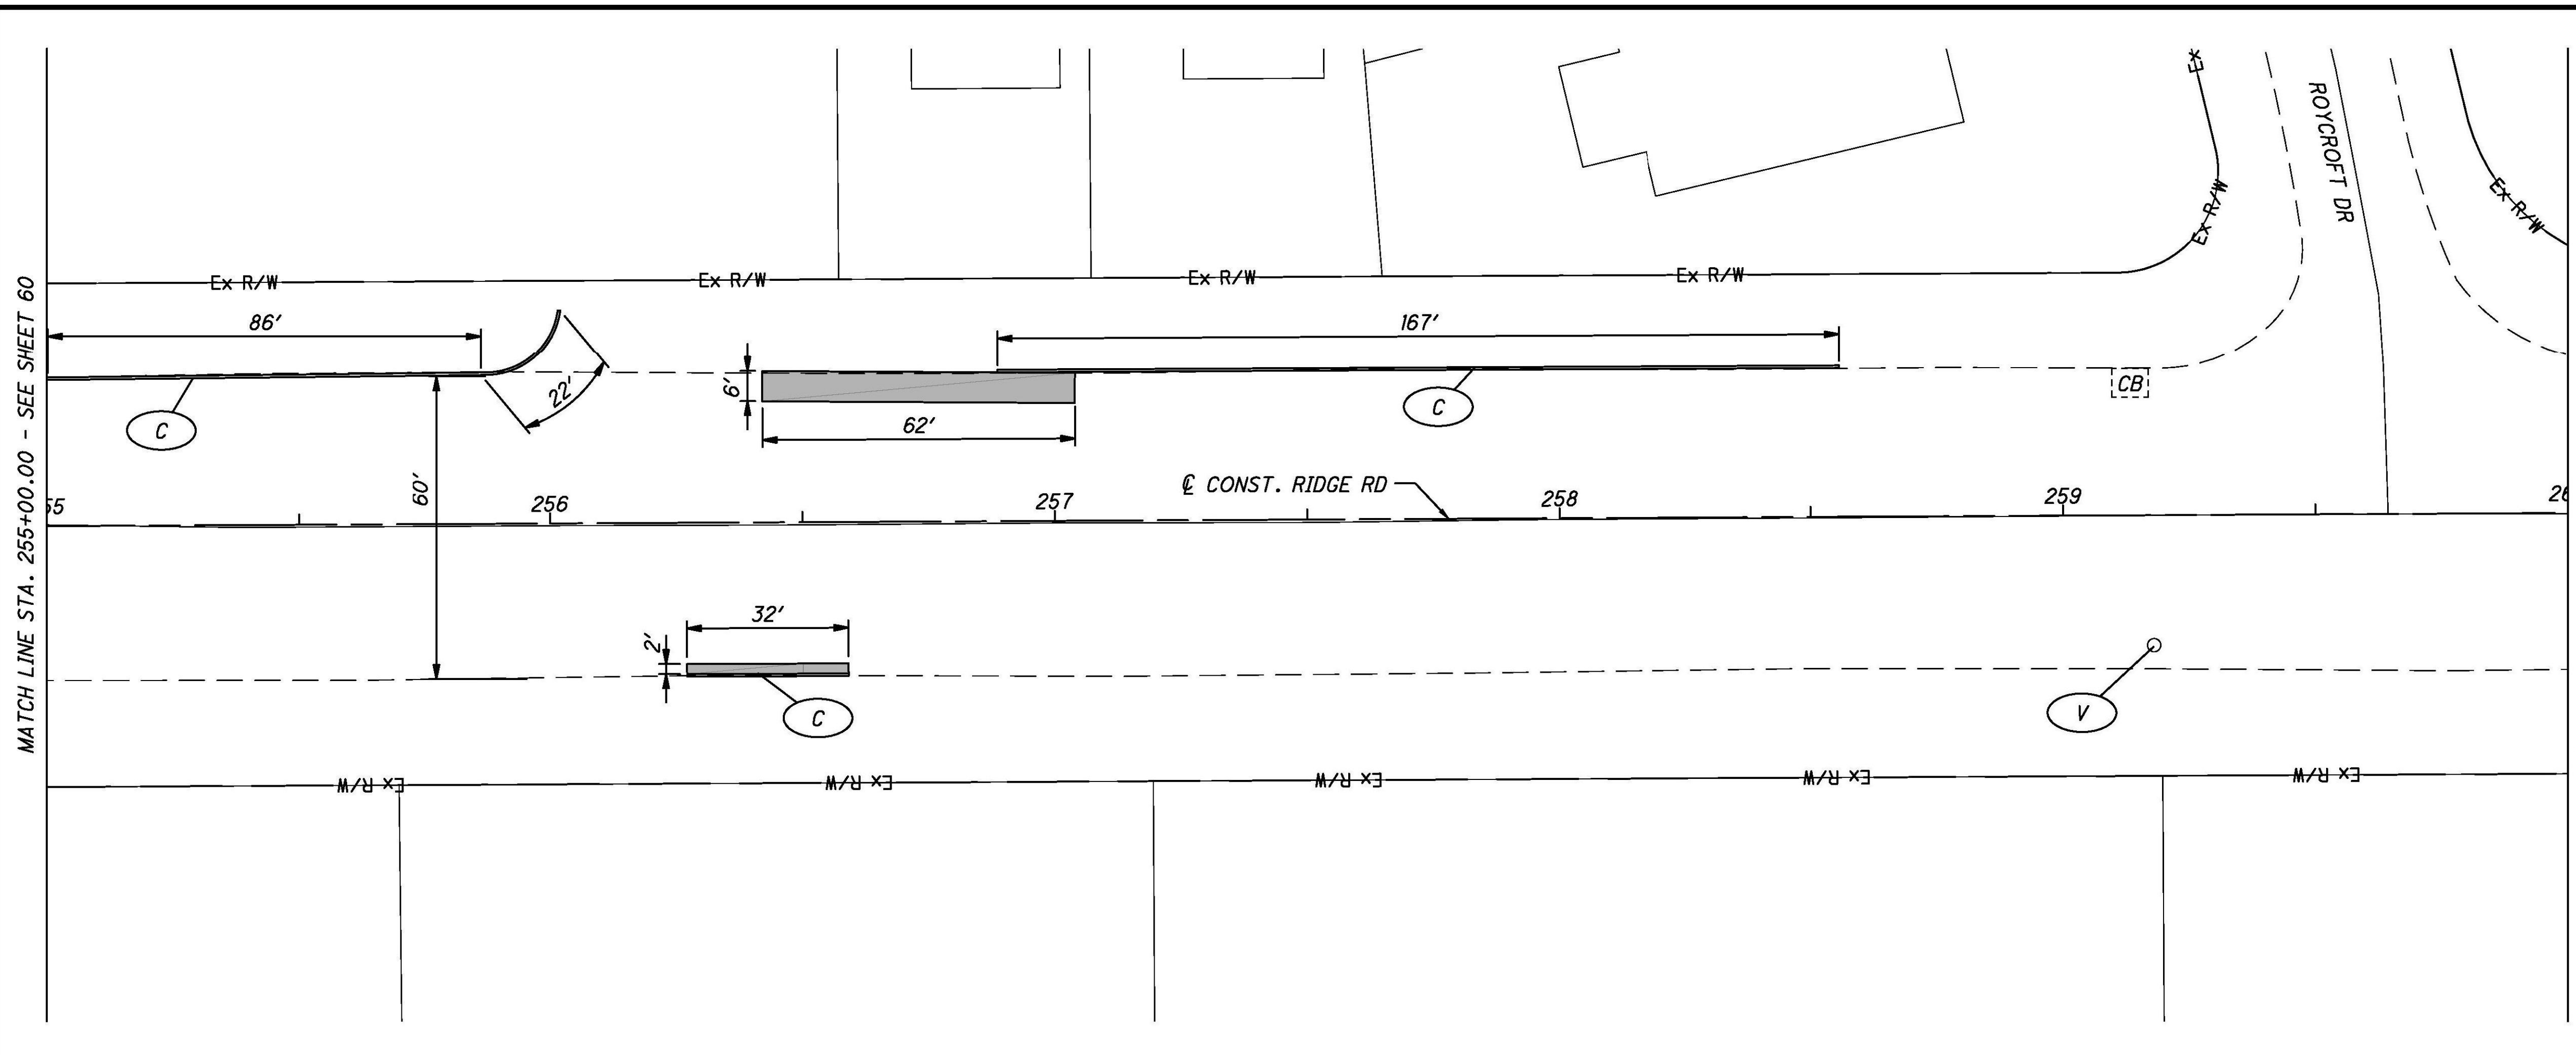 MATCH LINE STA. 255+00.00 - SEE SHEET 60
Ex
ROYCROFT DR
Ex R/W
Ex R/W
Ex R/W
Ex R/W
Ex R/W
Ex R/W
86'
22'
167'
6'
62'
C
C
CB
60'
℄ CONST. RIDGE RD
55
256
257
258
259
26
32'
2'
C
V
Ex R/W
Ex R/W
Ex R/W
Ex R/W
Ex R/W